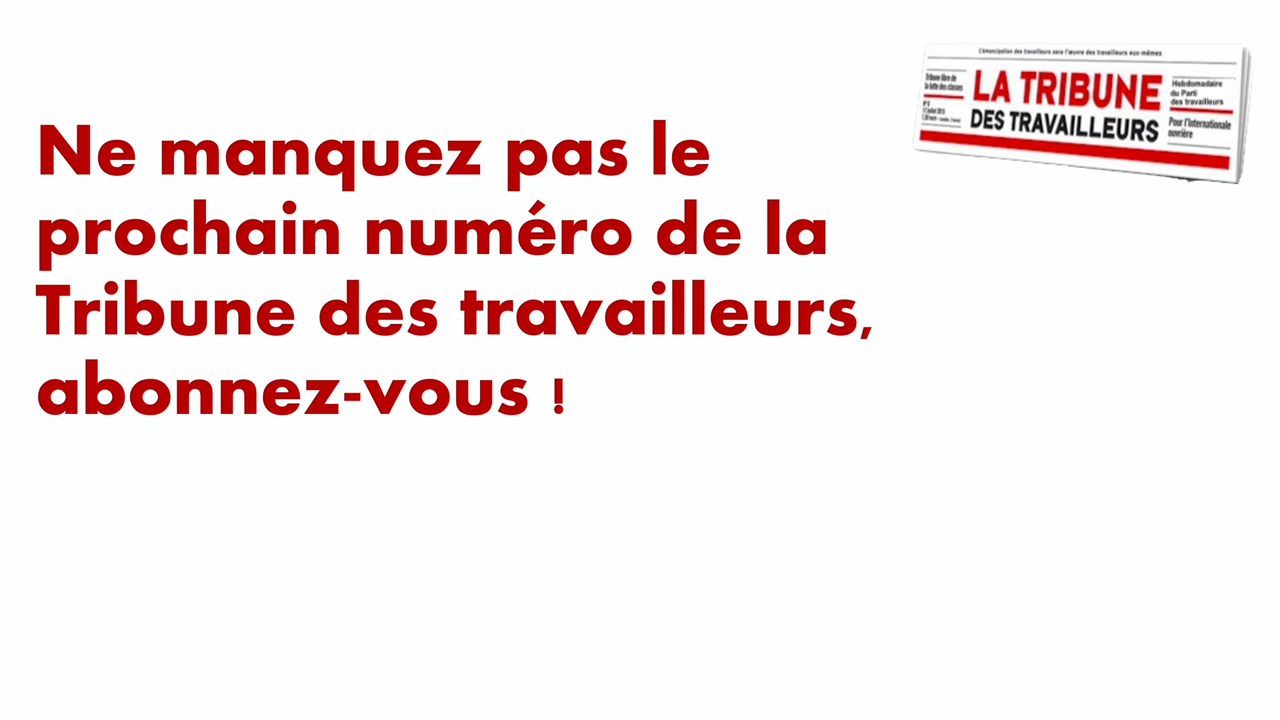 Ne manquez pas le
prochain numéro de la
Tribune des travailleurs,
abonnez-vous !
L'émancipation des travailleurs sera l'œuvre des travailleurs eux-mêmes
Tribune libre de
la lutte des classes
LA TRIBUNE
DES TRAVAILLEURS
Hebdomadaire
du Parti
des travailleurs
Pour l'Internationale
ouvrière